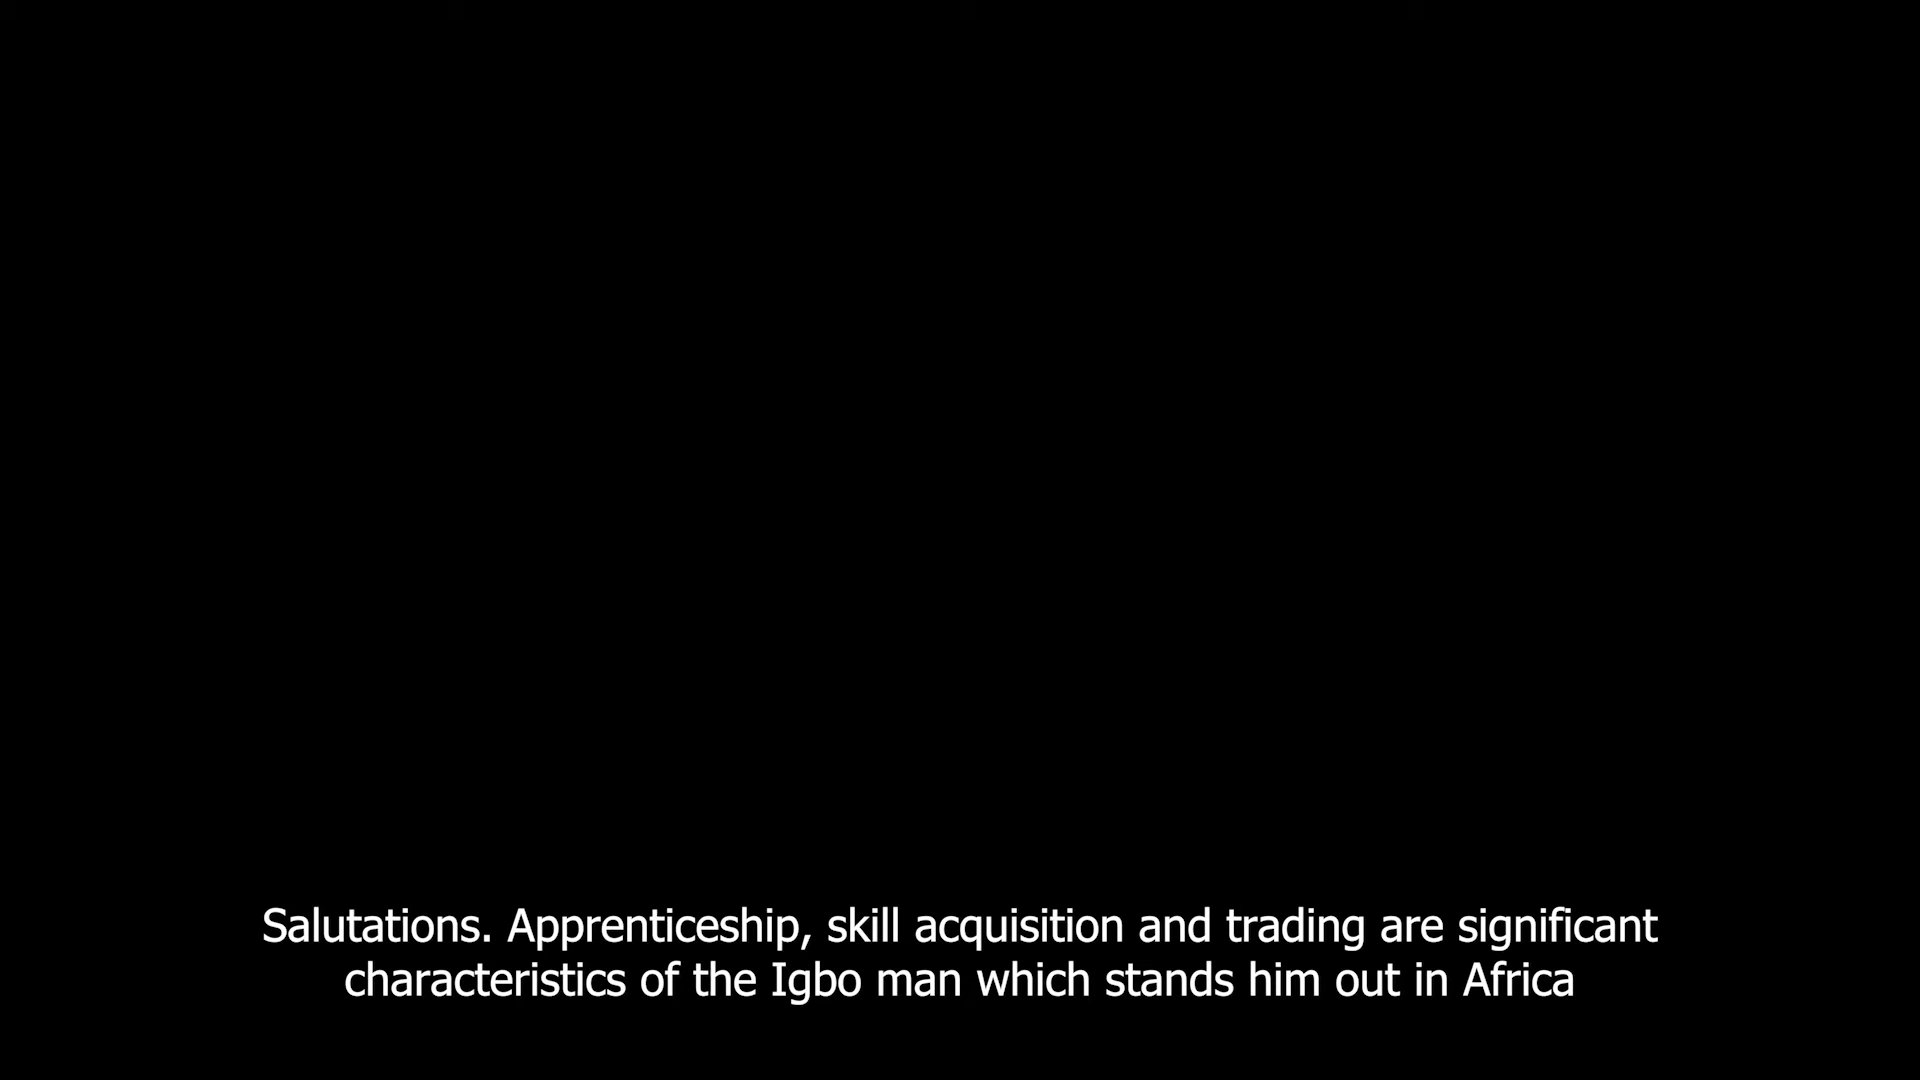 Salutations. Apprenticeship, skill acquisition and trading are significant
characteristics of the Igbo man which stands him out in Africa